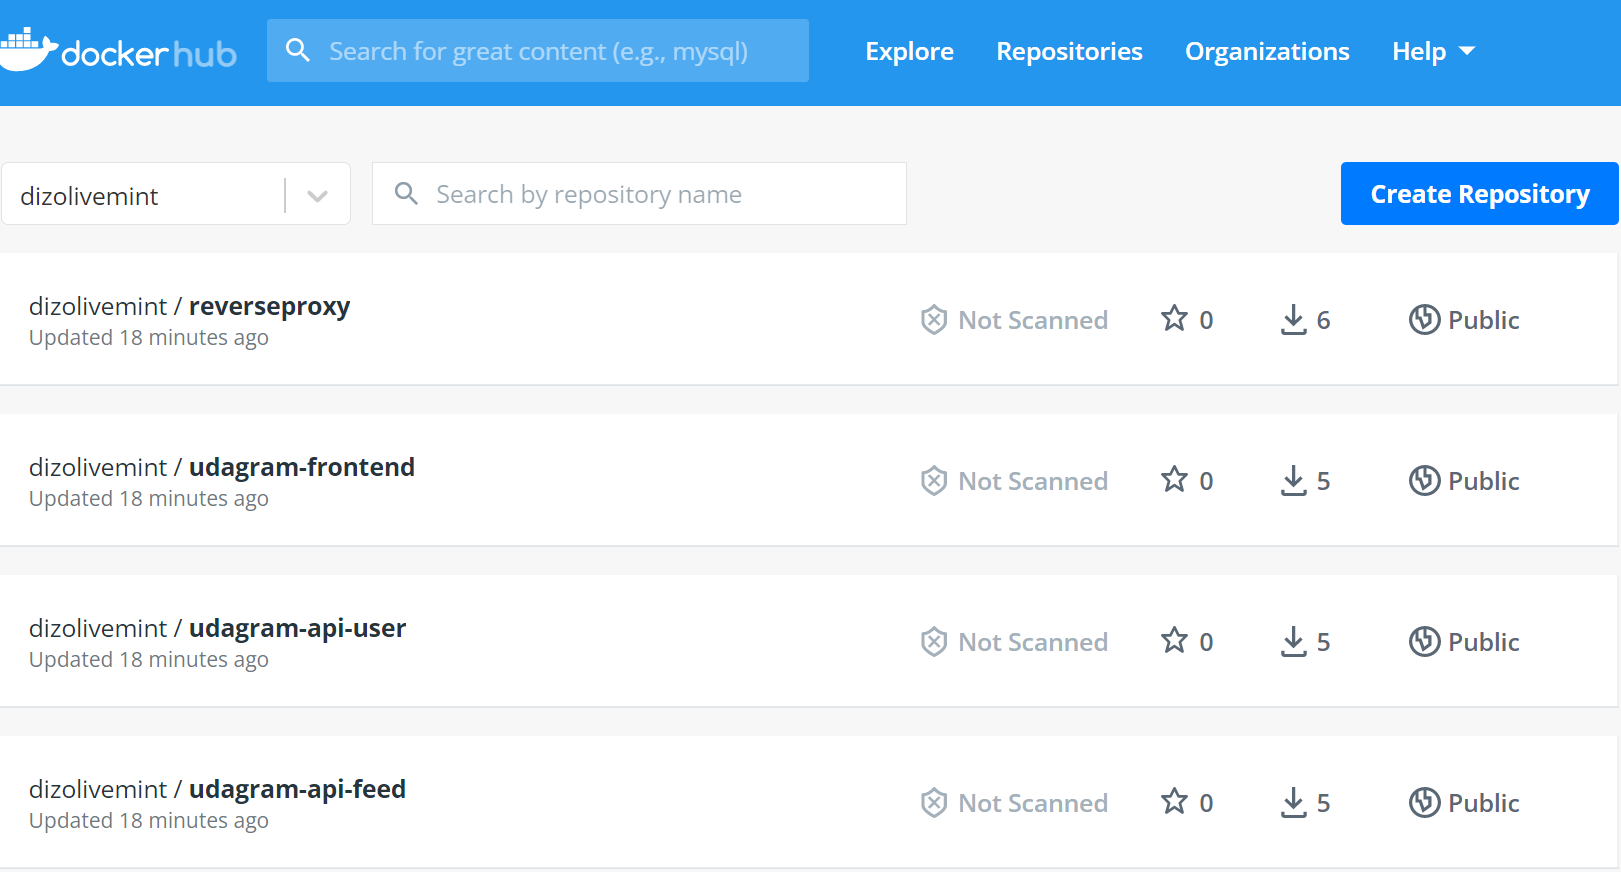 docker hub Search for great content (e.g., mysql) Explore Repositories Organizations Help
dizolivemint Search by repository name Create Repository
dizolivemint / reverseproxy Not Scanned 0 6 Public
Updated 18 minutes ago
dizolivemint / udagram-frontend Not Scanned 0 5 Public
Updated 18 minutes ago
dizolivemint / udagram-api-user Not Scanned 0 5 Public
Updated 18 minutes ago
dizolivemint / udagram-api-feed Not Scanned 0 5 Public
Updated 18 minutes ago